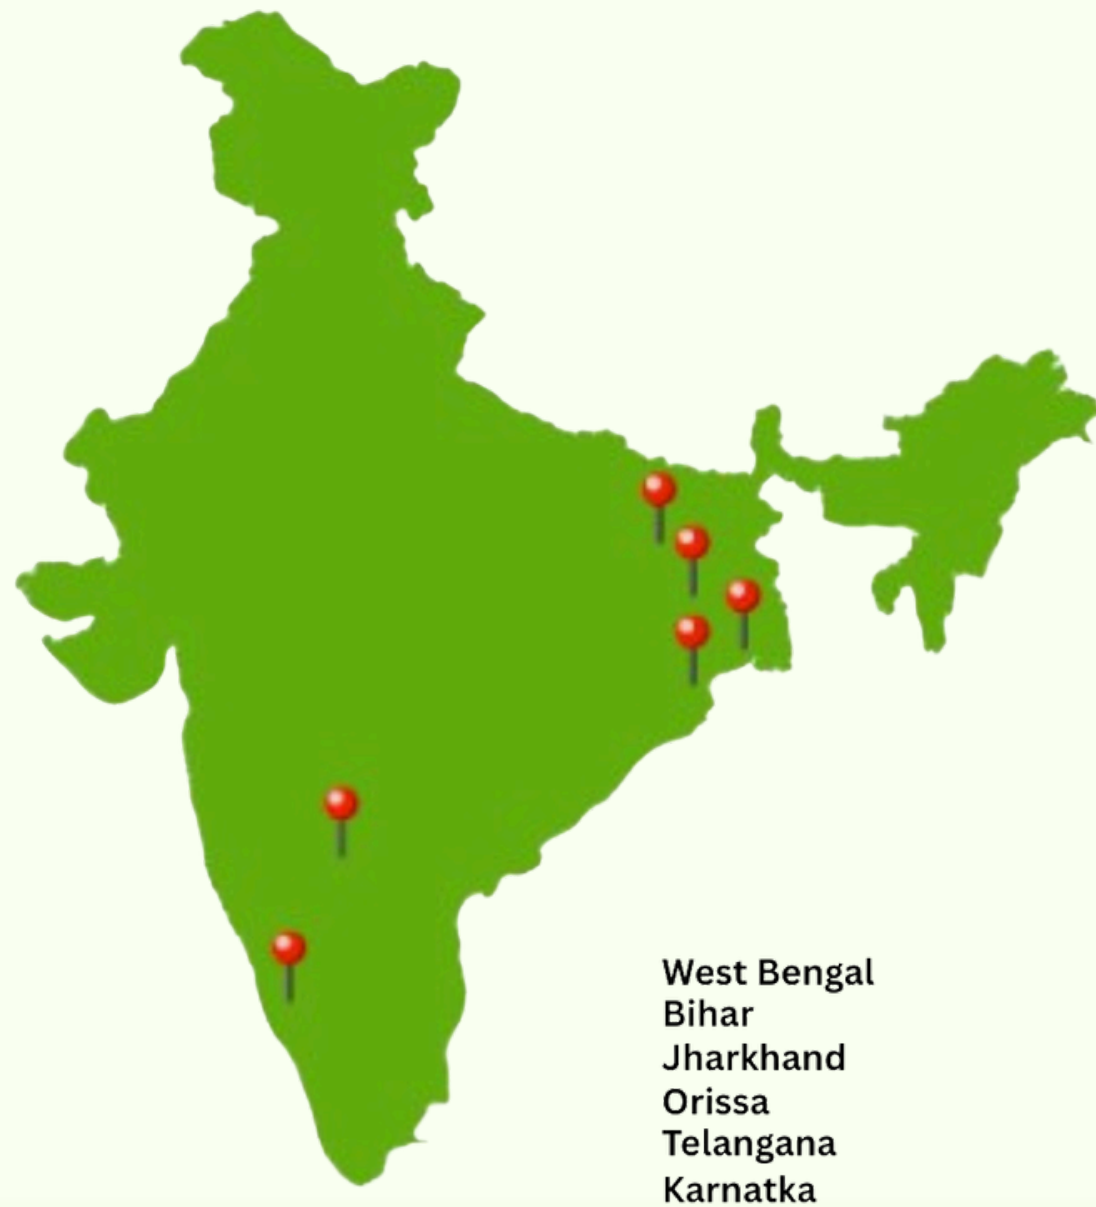 West Bengal
Bihar
Jharkhand
Orissa
Telangana
Karnatka